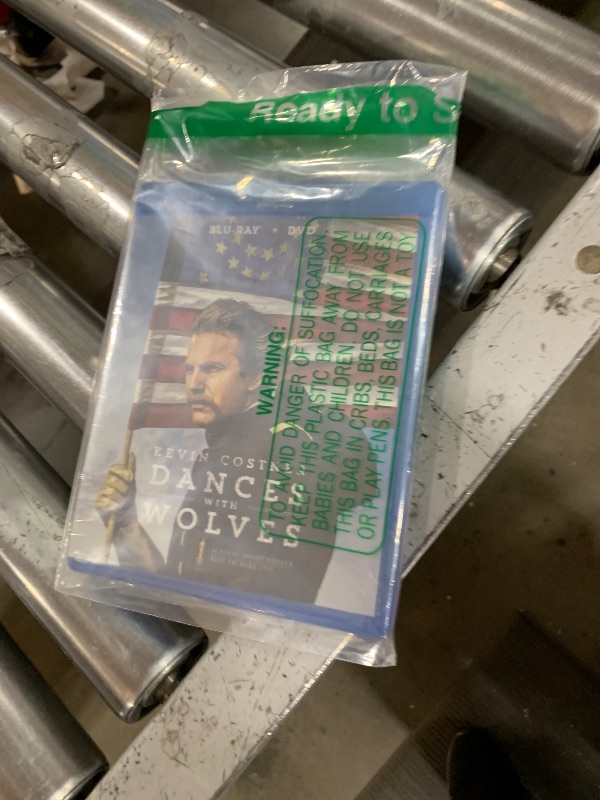 Ready to S
BLU-RAY + DVD
KEVIN COSTN
DANCES
WITH
WOLVES
WARNING:
TO AVOID DANGER OF SUFFOCATION
KEEP THIS PLASTIC BAG AWAY FROM
BABIES AND CHILDREN. DO NOT USE
THIS BAG IN CRIBS, BEDS, CARRIAGES
OR PLAY PENS. THIS BAG IS NOT A TOY